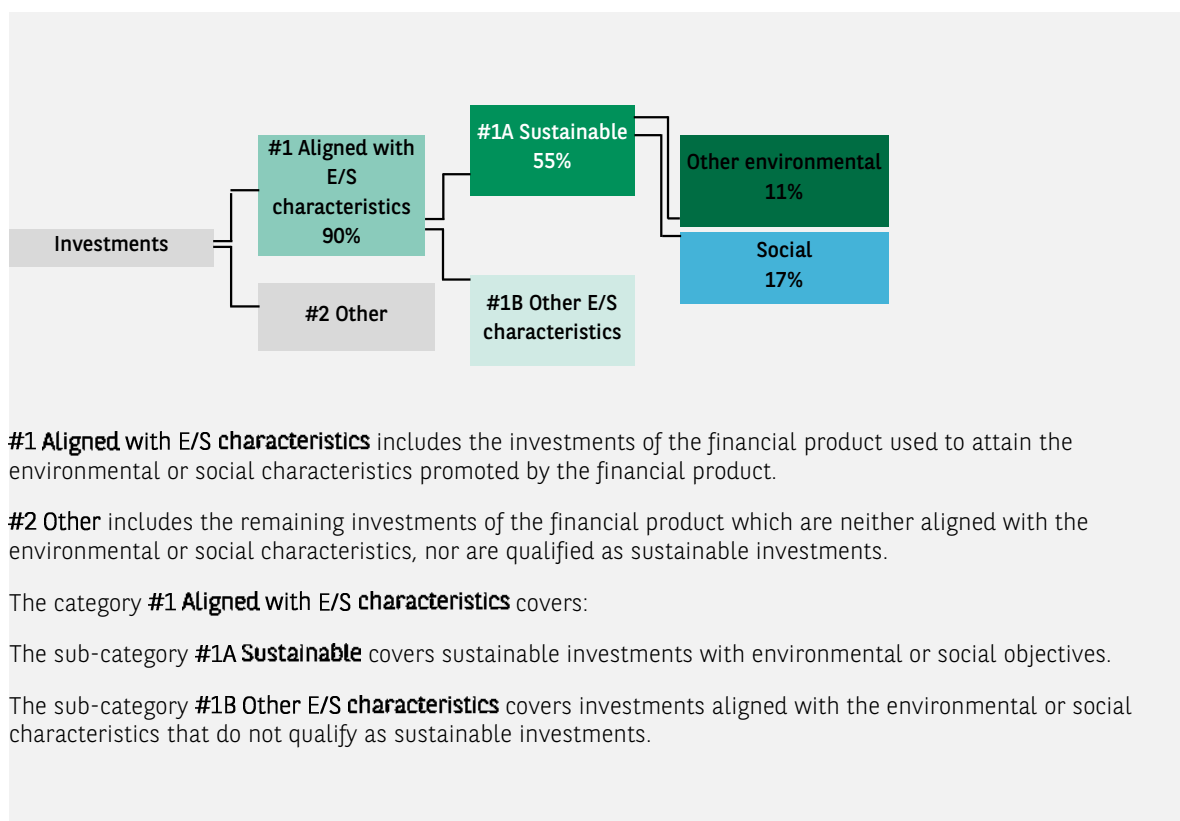 Investments
#1 Aligned with
E/S
characteristics
90%
#2 Other
#1A Sustainable
55%
#1B Other E/S
characteristics
Other environmental
11%
Social
17%
#1 Aligned with E/S characteristics includes the investments of the financial product used to attain the
environmental or social characteristics promoted by the financial product.
#2 Other includes the remaining investments of the financial product which are neither aligned with the
environmental or social characteristics, nor are qualified as sustainable investments.
The category #1 Aligned with E/S characteristics covers:
The sub-category #1A Sustainable covers sustainable investments with environmental or social objectives.
The sub-category #1B Other E/S characteristics covers investments aligned with the environmental or social
characteristics that do not qualify as sustainable investments.